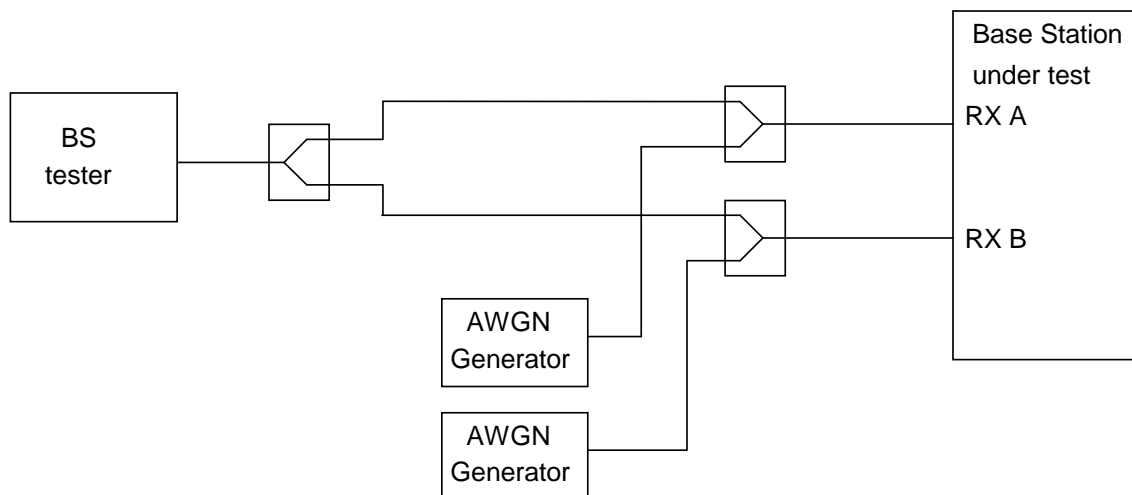 BS
tester
Base Station
under test
RX A
RX B
AWGN
Generator
AWGN
Generator